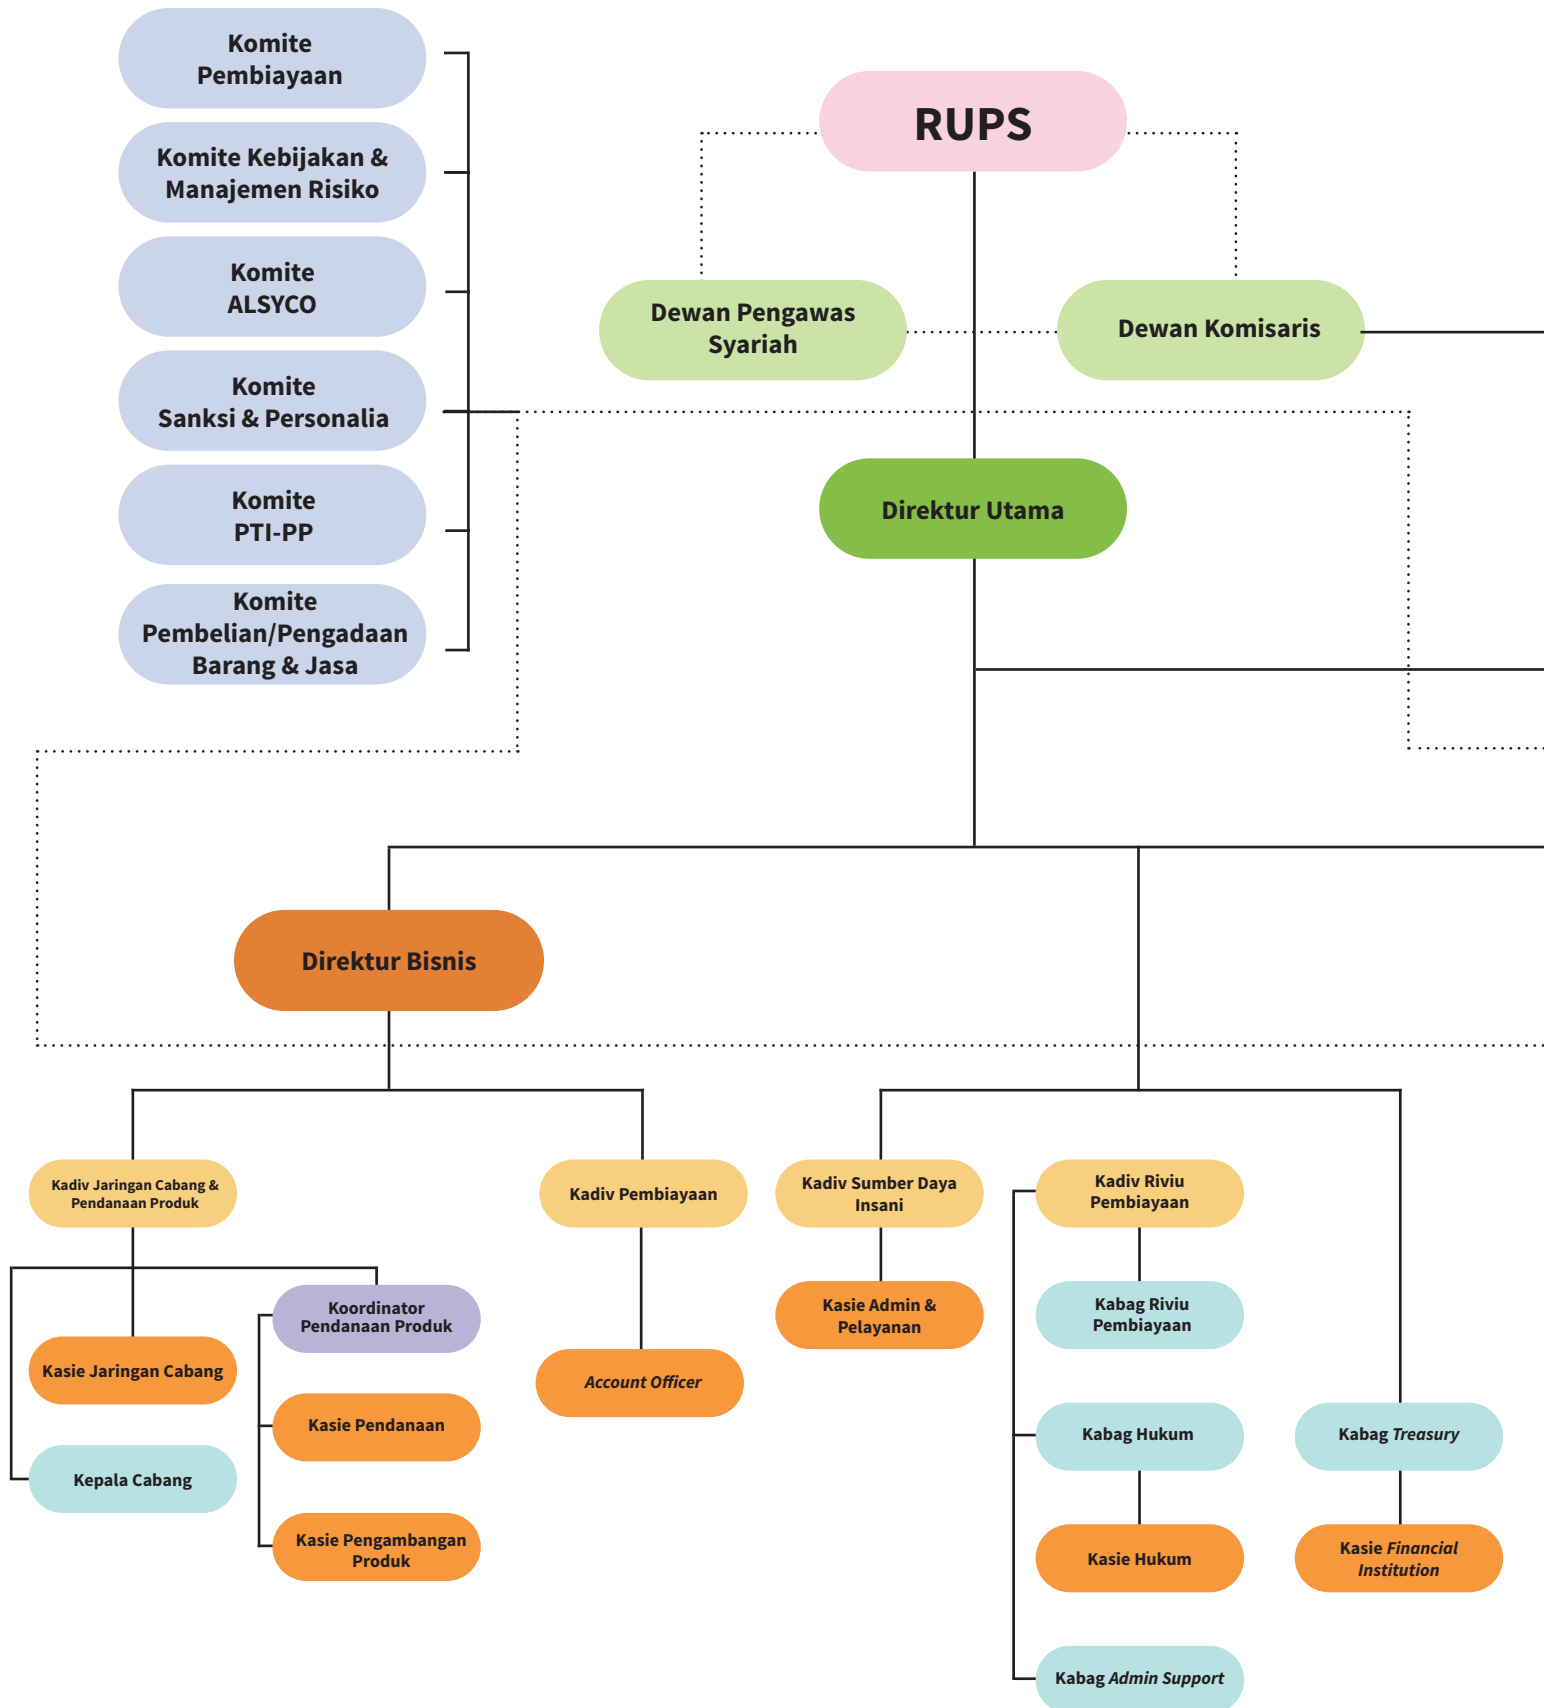 Komite
Pembiayaan
Komite Kebijakan &
Manajemen Risiko
Komite
ALSYCO
Komite
Sanksi & Personalia
Komite
PTI-PP
Komite
Pembelian/Pengadaan
Barang & Jasa
RUPS
Dewan Pengawas
Syariah
Dewan Komisaris
Direktur Utama
Direktur Bisnis
Kadiv Jaringan Cabang &
Pendanaan Produk
Kadiv Pembiayaan
Kadiv Sumber Daya
Insani
Kadiv Riviu
Pembiayaan
Koordinator
Pendanaan Produk
Kasie Admin &
Pelayanan
Kabag Riviu
Pembiayaan
Kasie Jaringan Cabang
Account Officer
Kasie Pendanaan
Kabag Hukum
Kabag Treasury
Kepala Cabang
Kasie Pengambangan
Produk
Kasie Hukum
Kasie Financial
Institution
Kabag Admin Support